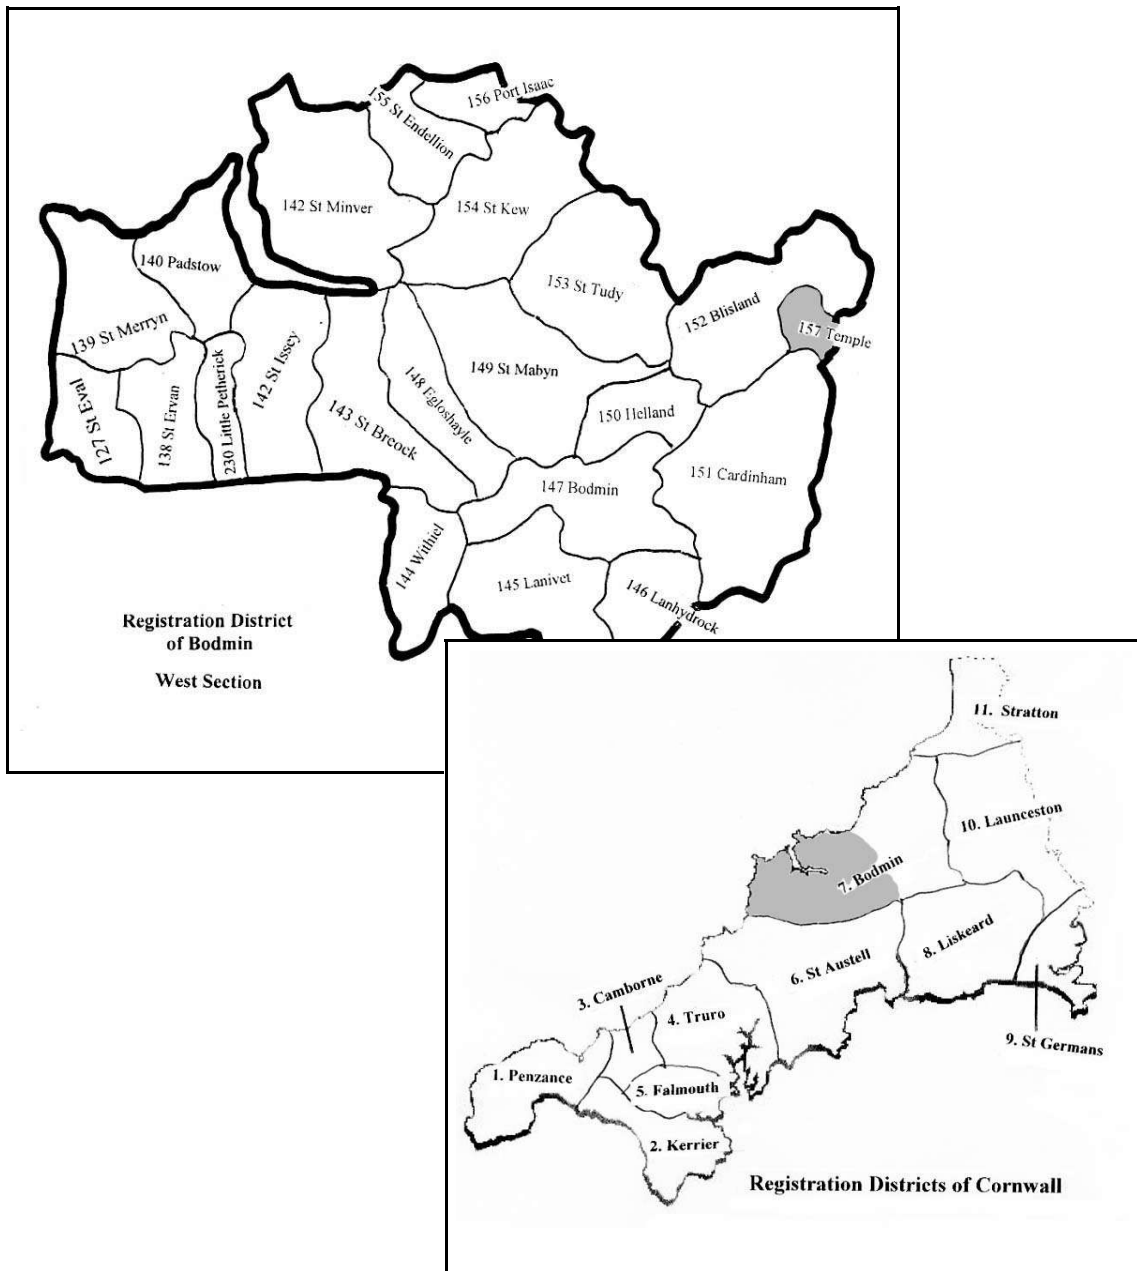 156 Port Isaac
155 St Endellion
142 St Minver
154 St Kew
140 Padstow
153 St Tudy
152 Blisland
157 Temple
139 St Merryn
127 St Eval
138 St Ervan
230 Little Petherick
142 St Issey
143 St Breock
148 Egloshayle
149 St Mabyn
150 Helland
151 Cardinham
147 Bodmin
144 Withiel
145 Lanivet
146 Lanhydrock
Registration District
of Bodmin
West Section
11. Stratton
10. Launceston
7. Bodmin
8. Liskeard
6. St Austell
3. Camborne
4. Truro
9. St Germans
1. Penzance
5. Falmouth
2. Kerrier
Registration Districts of Cornwall